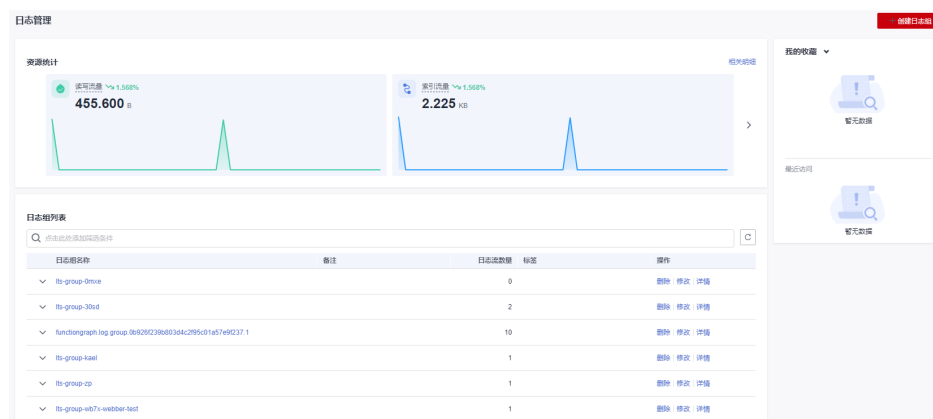 日志管理
+ 创建日志组
资源统计
相关明细
读写流量 1.568%
455.600 B
索引流量 1.568%
2.225 KB
我的收藏
暂无数据
最近访问
暂无数据
日志组列表
点击此处添加筛选条件
日志组名称 备注 日志流数量 标签 操作
lts-group-0mxe 0 删除 修改 详情
lts-group-30sd 2 删除 修改 详情
functiongraph.log.group.0b926f239b803d4c2f95c01a57e9f237.1 10 删除 修改 详情
lts-group-kael 1 删除 修改 详情
lts-group-zp 1 删除 修改 详情
lts-group-wb7x-webber-test 1 删除 修改 详情